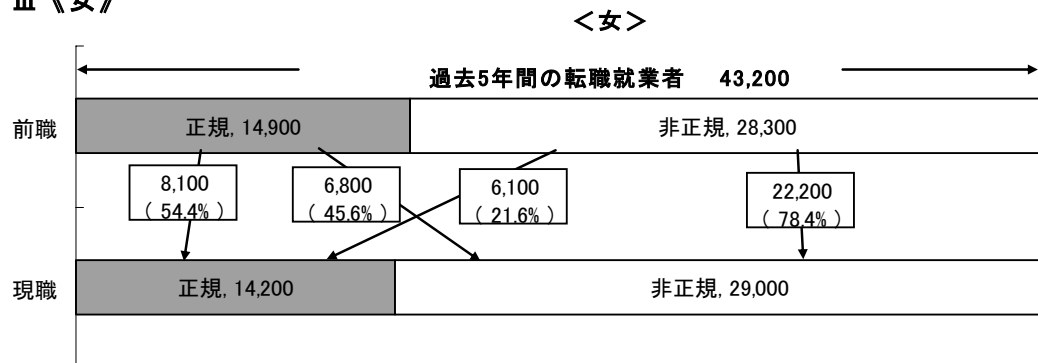 Ⅲ《女》
＜女＞
過去5年間の転職就業者　43,200
前職
正規, 14,900
非正規, 28,300
8,100
（ 54.4% ）
6,800
（ 45.6% ）
6,100
（ 21.6% ）
22,200
（ 78.4% ）
現職
正規, 14,200
非正規, 29,000